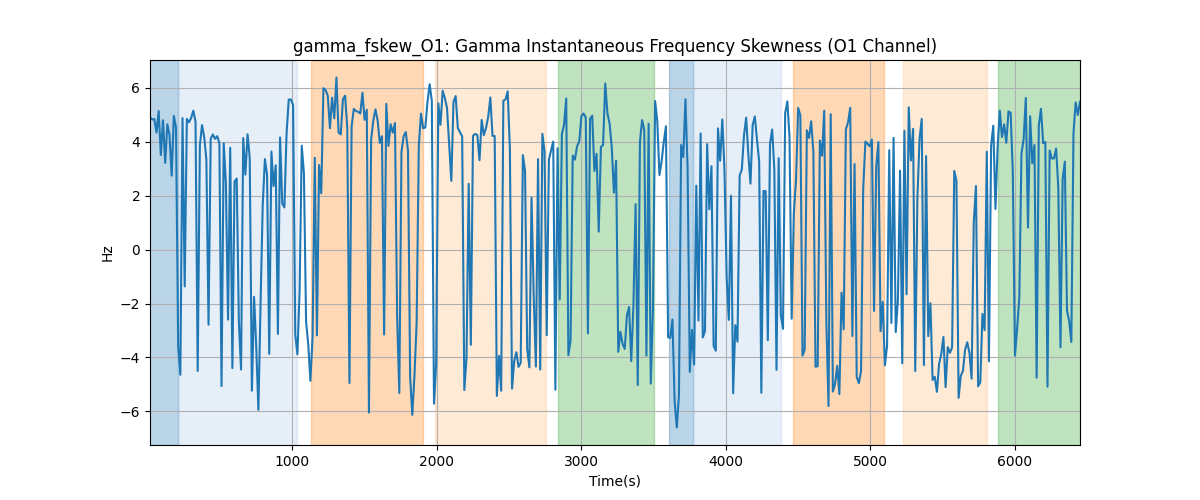 gamma_fskew_O1: Gamma Instantaneous Frequency Skewness (O1 Channel)
6
4
2
0
−2
−4
−6
Hz
1000 2000 3000 4000 5000 6000
Time(s)